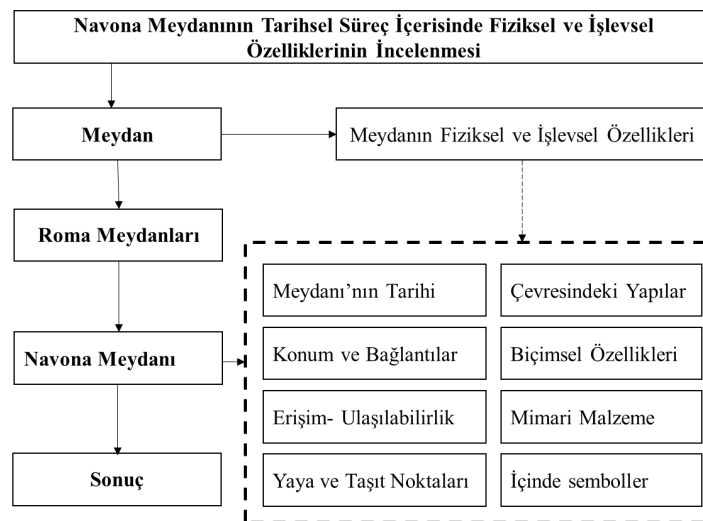 Navona Meydanının Tarihsel Süreç İçerisinde Fiziksel ve İşlevsel
Özelliklerinin İncelenmesi
Meydan
Meydanın Fiziksel ve İşlevsel Özellikleri
Roma Meydanları
Navona Meydanı
Sonuç
Meydanı’nın Tarihi
Çevresindeki Yapılar
Konum ve Bağlantılar
Biçimsel Özellikleri
Erişim- Ulaşılabilirlik
Mimari Malzeme
Yaya ve Taşıt Noktaları
İçinde semboller